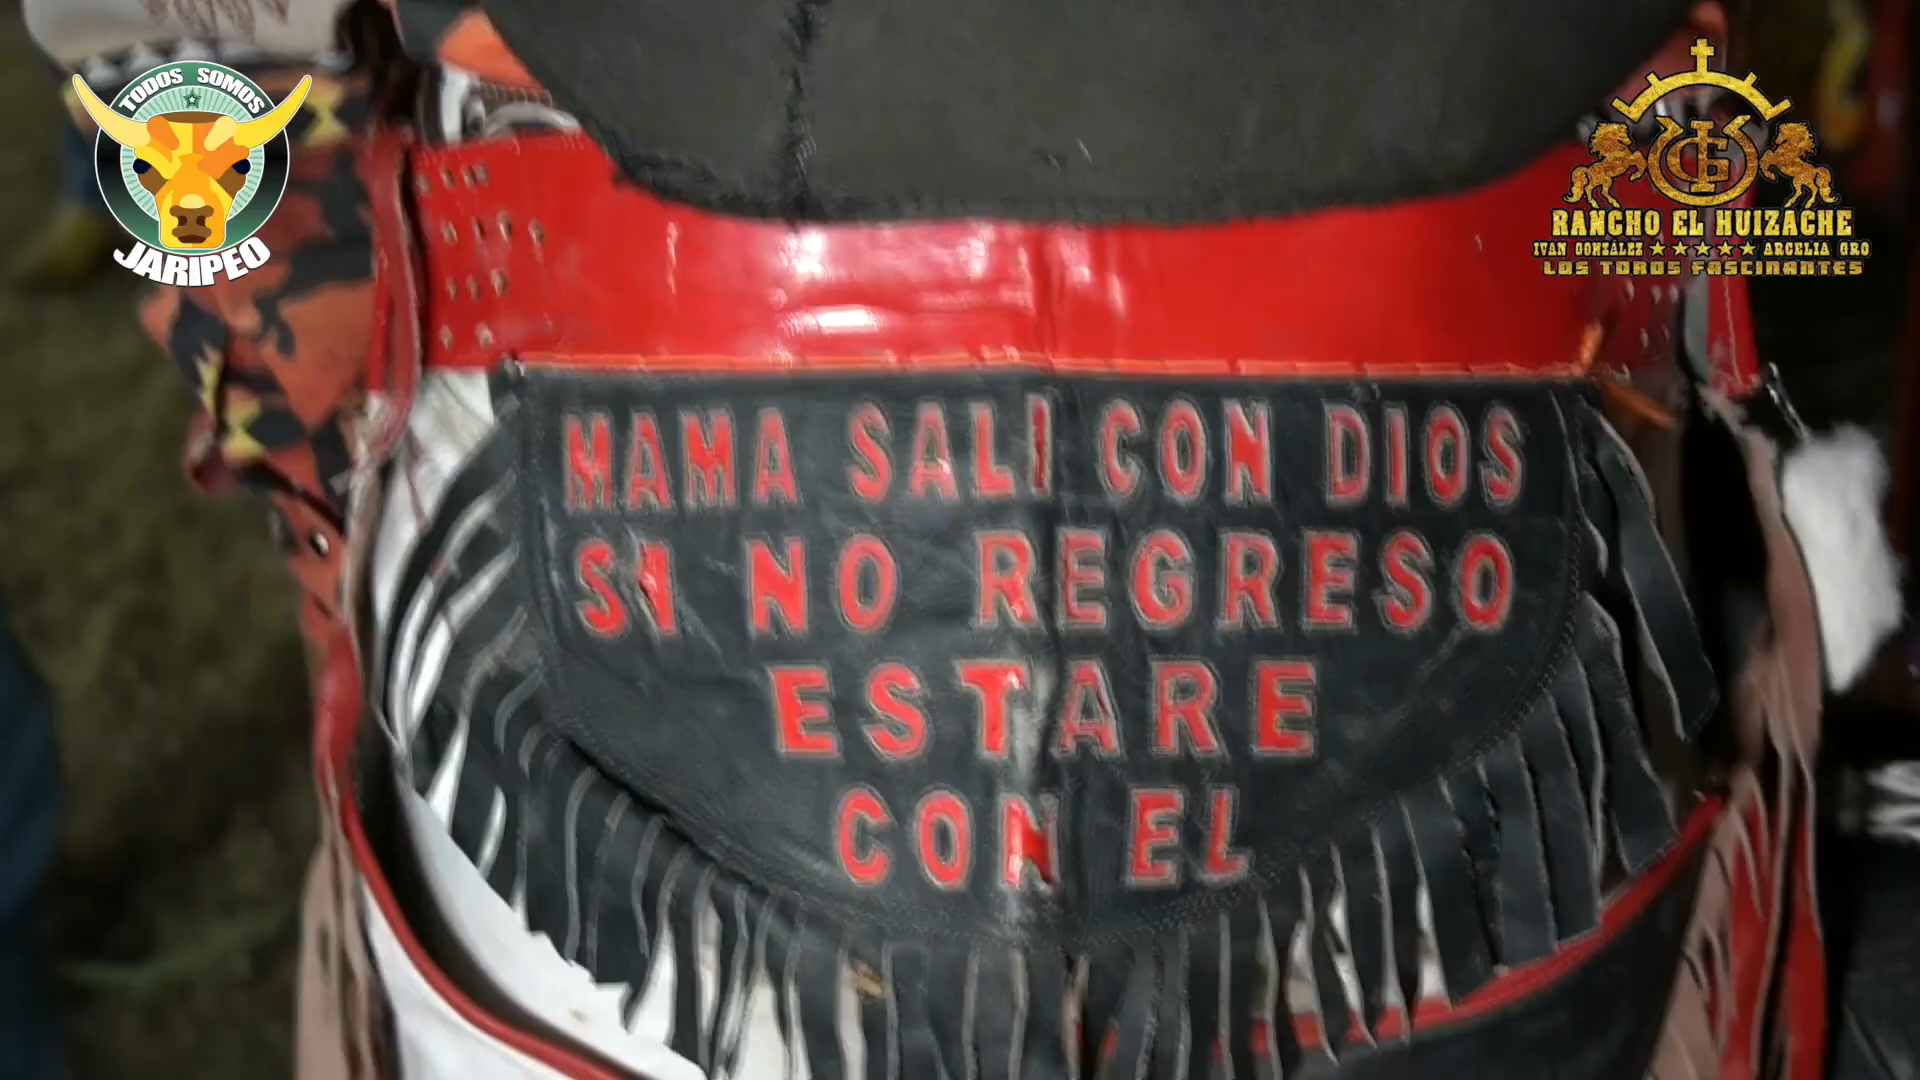 TODOS SOMOS
JARIPEO
RANCHO EL HUIZACHE
IVAN GONZÁLEZ ★★★★★ ARCELIA GRO
LOS TOROS FASCINANTES
MAMA SALI CON DIOS
SI NO REGRESO
ESTARE
CON EL